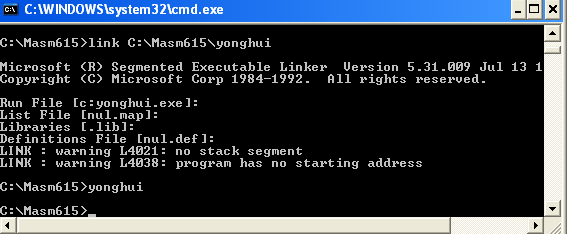 C:\WINDOWS\system32\cmd.exe
C:\Masm615>link C:\Masm615\yonghui
Microsoft (R) Segmented Executable Linker  Version 5.31.009 Jul 13 1
Copyright (C) Microsoft Corp 1984-1992.  All rights reserved.
Run File [c:yonghui.exe]:
List File [nul.map]:
Libraries [.lib]:
Definitions File [nul.def]:
LINK : warning L4021: no stack segment
LINK : warning L4038: program has no starting address
C:\Masm615>yonghui
C:\Masm615>_